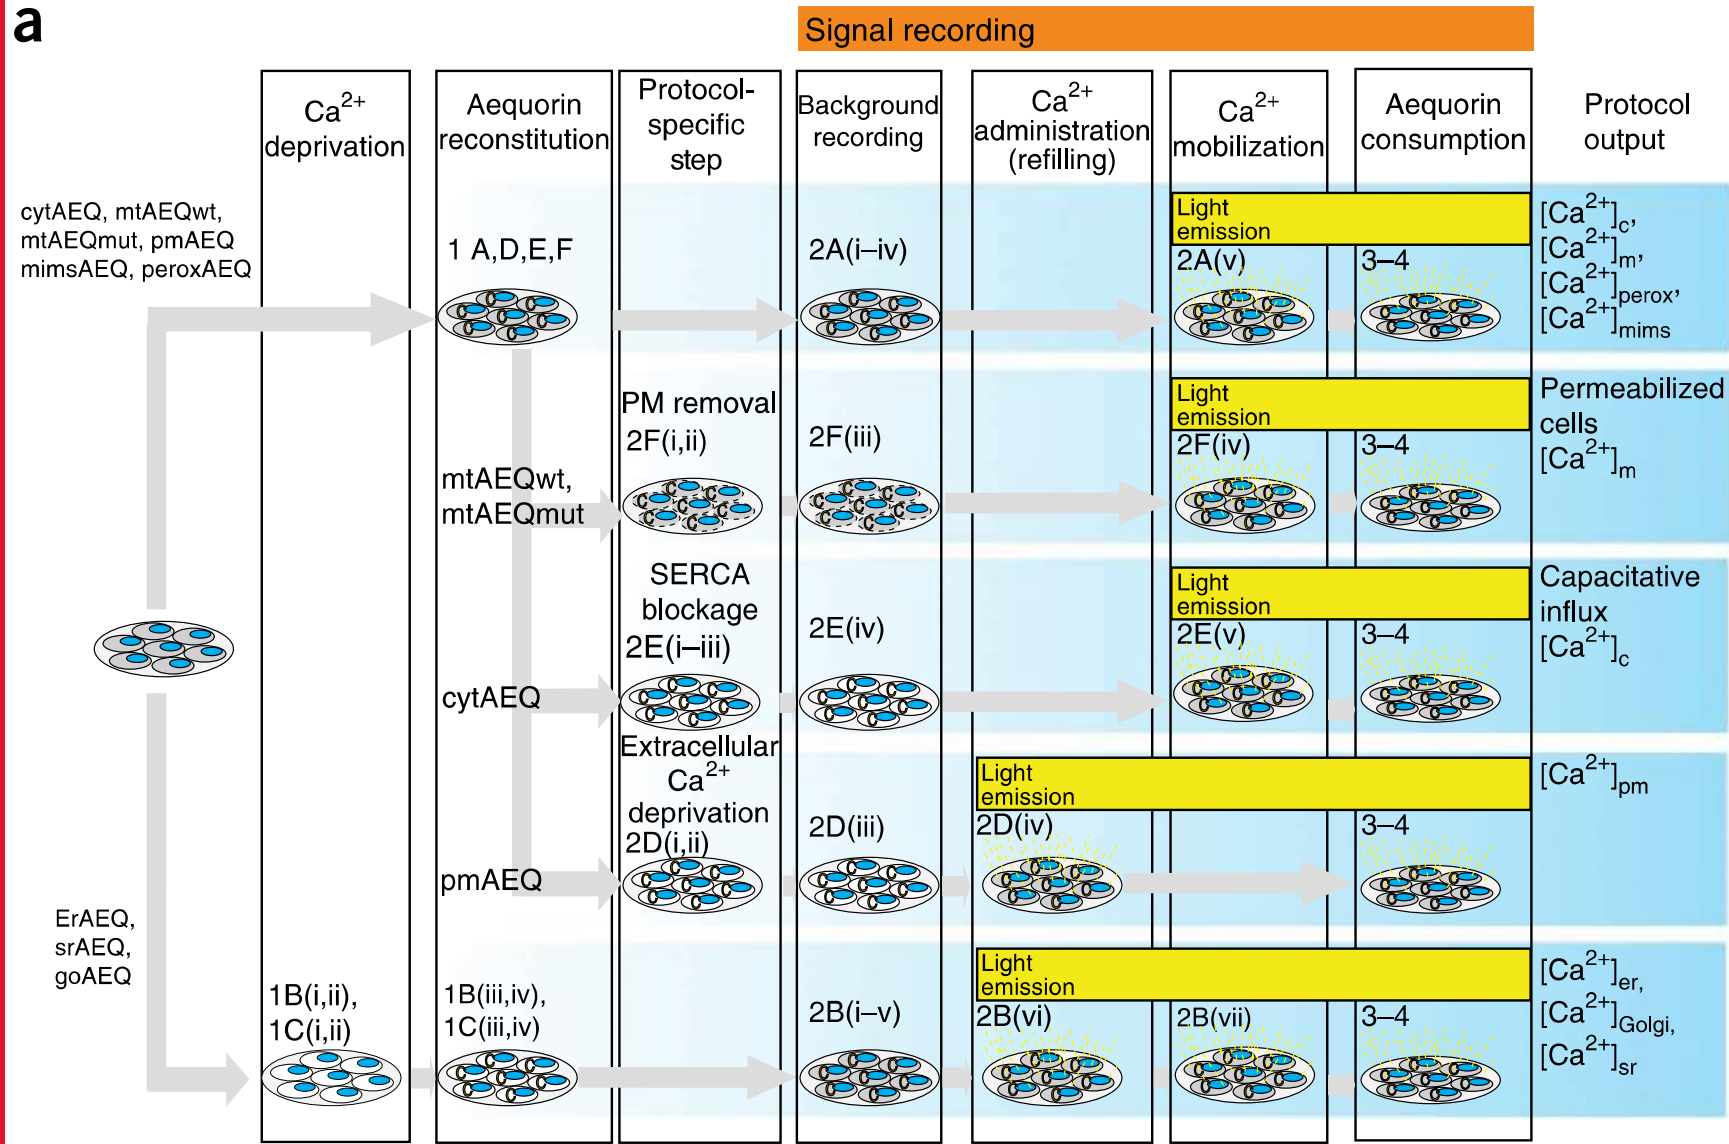 a
Signal recording
Ca2+
deprivation
Aequorin
reconstitution
Protocol-
specific
step
Background
recording
Ca2+
administration
(refilling)
Ca2+
mobilization
Aequorin
consumption
Protocol
output
cytAEQ, mtAEQwt,
mtAEQmut, pmAEQ
mimsAEQ, peroxAEQ
1 A,D,E,F
2A(i–iv)
Light
emission
2A(v)
3–4
[Ca2+]c,
[Ca2+]m,
[Ca2+]perox,
[Ca2+]mims
mtAEQwt,
mtAEQmut
PM removal
2F(i,ii)
2F(iii)
Light
emission
2F(iv)
3–4
Permeabilized
cells
[Ca2+]m
cytAEQ
SERCA
blockage
2E(i–iii)
2E(iv)
Light
emission
2E(v)
3–4
Capacitative
influx
[Ca2+]c
pmAEQ
Extracellular
Ca2+
deprivation
2D(i,ii)
2D(iii)
Light
emission
2D(iv)
3–4
[Ca2+]pm
ErAEQ,
srAEQ,
goAEQ
1B(i,ii),
1C(i,ii)
1B(iii,iv),
1C(iii,iv)
2B(i–v)
Light
emission
2B(vi)
2B(vii)
3–4
[Ca2+]er,
[Ca2+]Golgi,
[Ca2+]sr